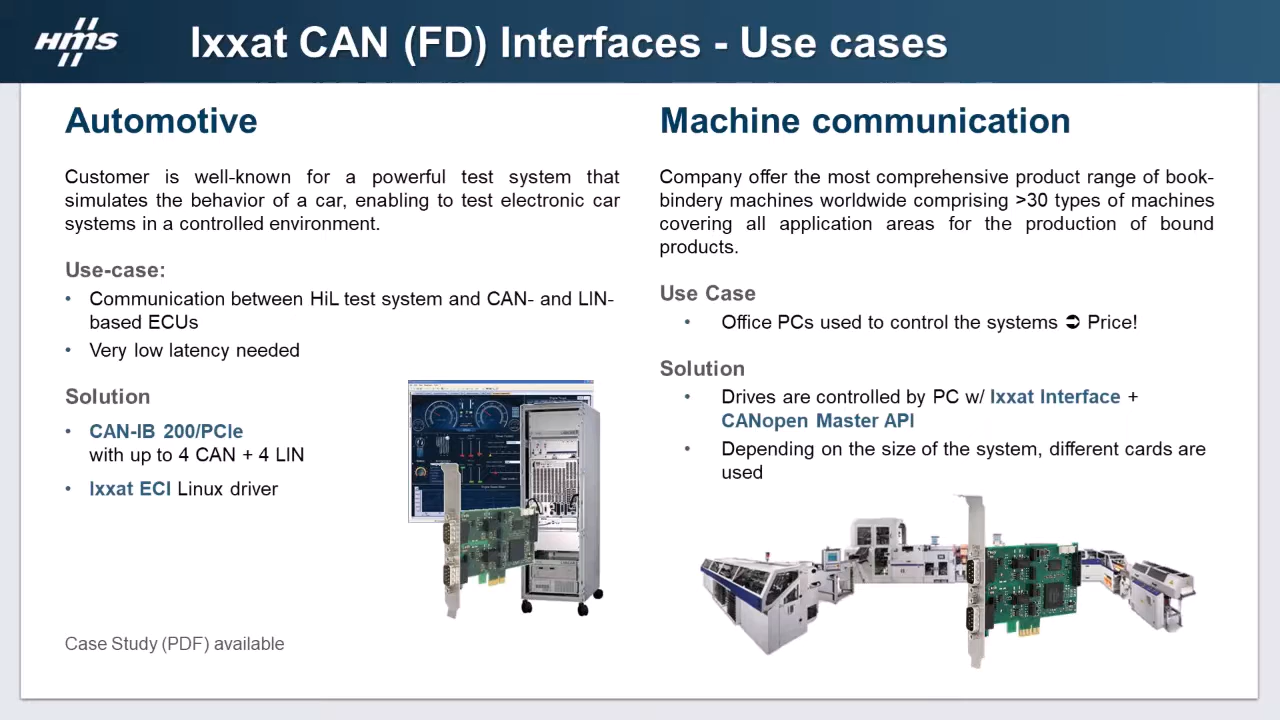 HMS
Ixxat CAN (FD) Interfaces - Use cases
Automotive
Customer is well-known for a powerful test system that
simulates the behavior of a car, enabling to test electronic car
systems in a controlled environment.
Use-case:
• Communication between HiL test system and CAN- and LIN-
based ECUs
• Very low latency needed
Solution
• CAN-IB 200/PCIe
with up to 4 CAN + 4 LIN
• Ixxat ECI Linux driver
Case Study (PDF) available
Machine communication
Company offer the most comprehensive product range of book-
bindery machines worldwide comprising >30 types of machines
covering all application areas for the production of bound
products.
Use Case
• Office PCs used to control the systems ➲ Price!
Solution
• Drives are controlled by PC w/ Ixxat Interface +
CANopen Master API
• Depending on the size of the system, different cards are
used